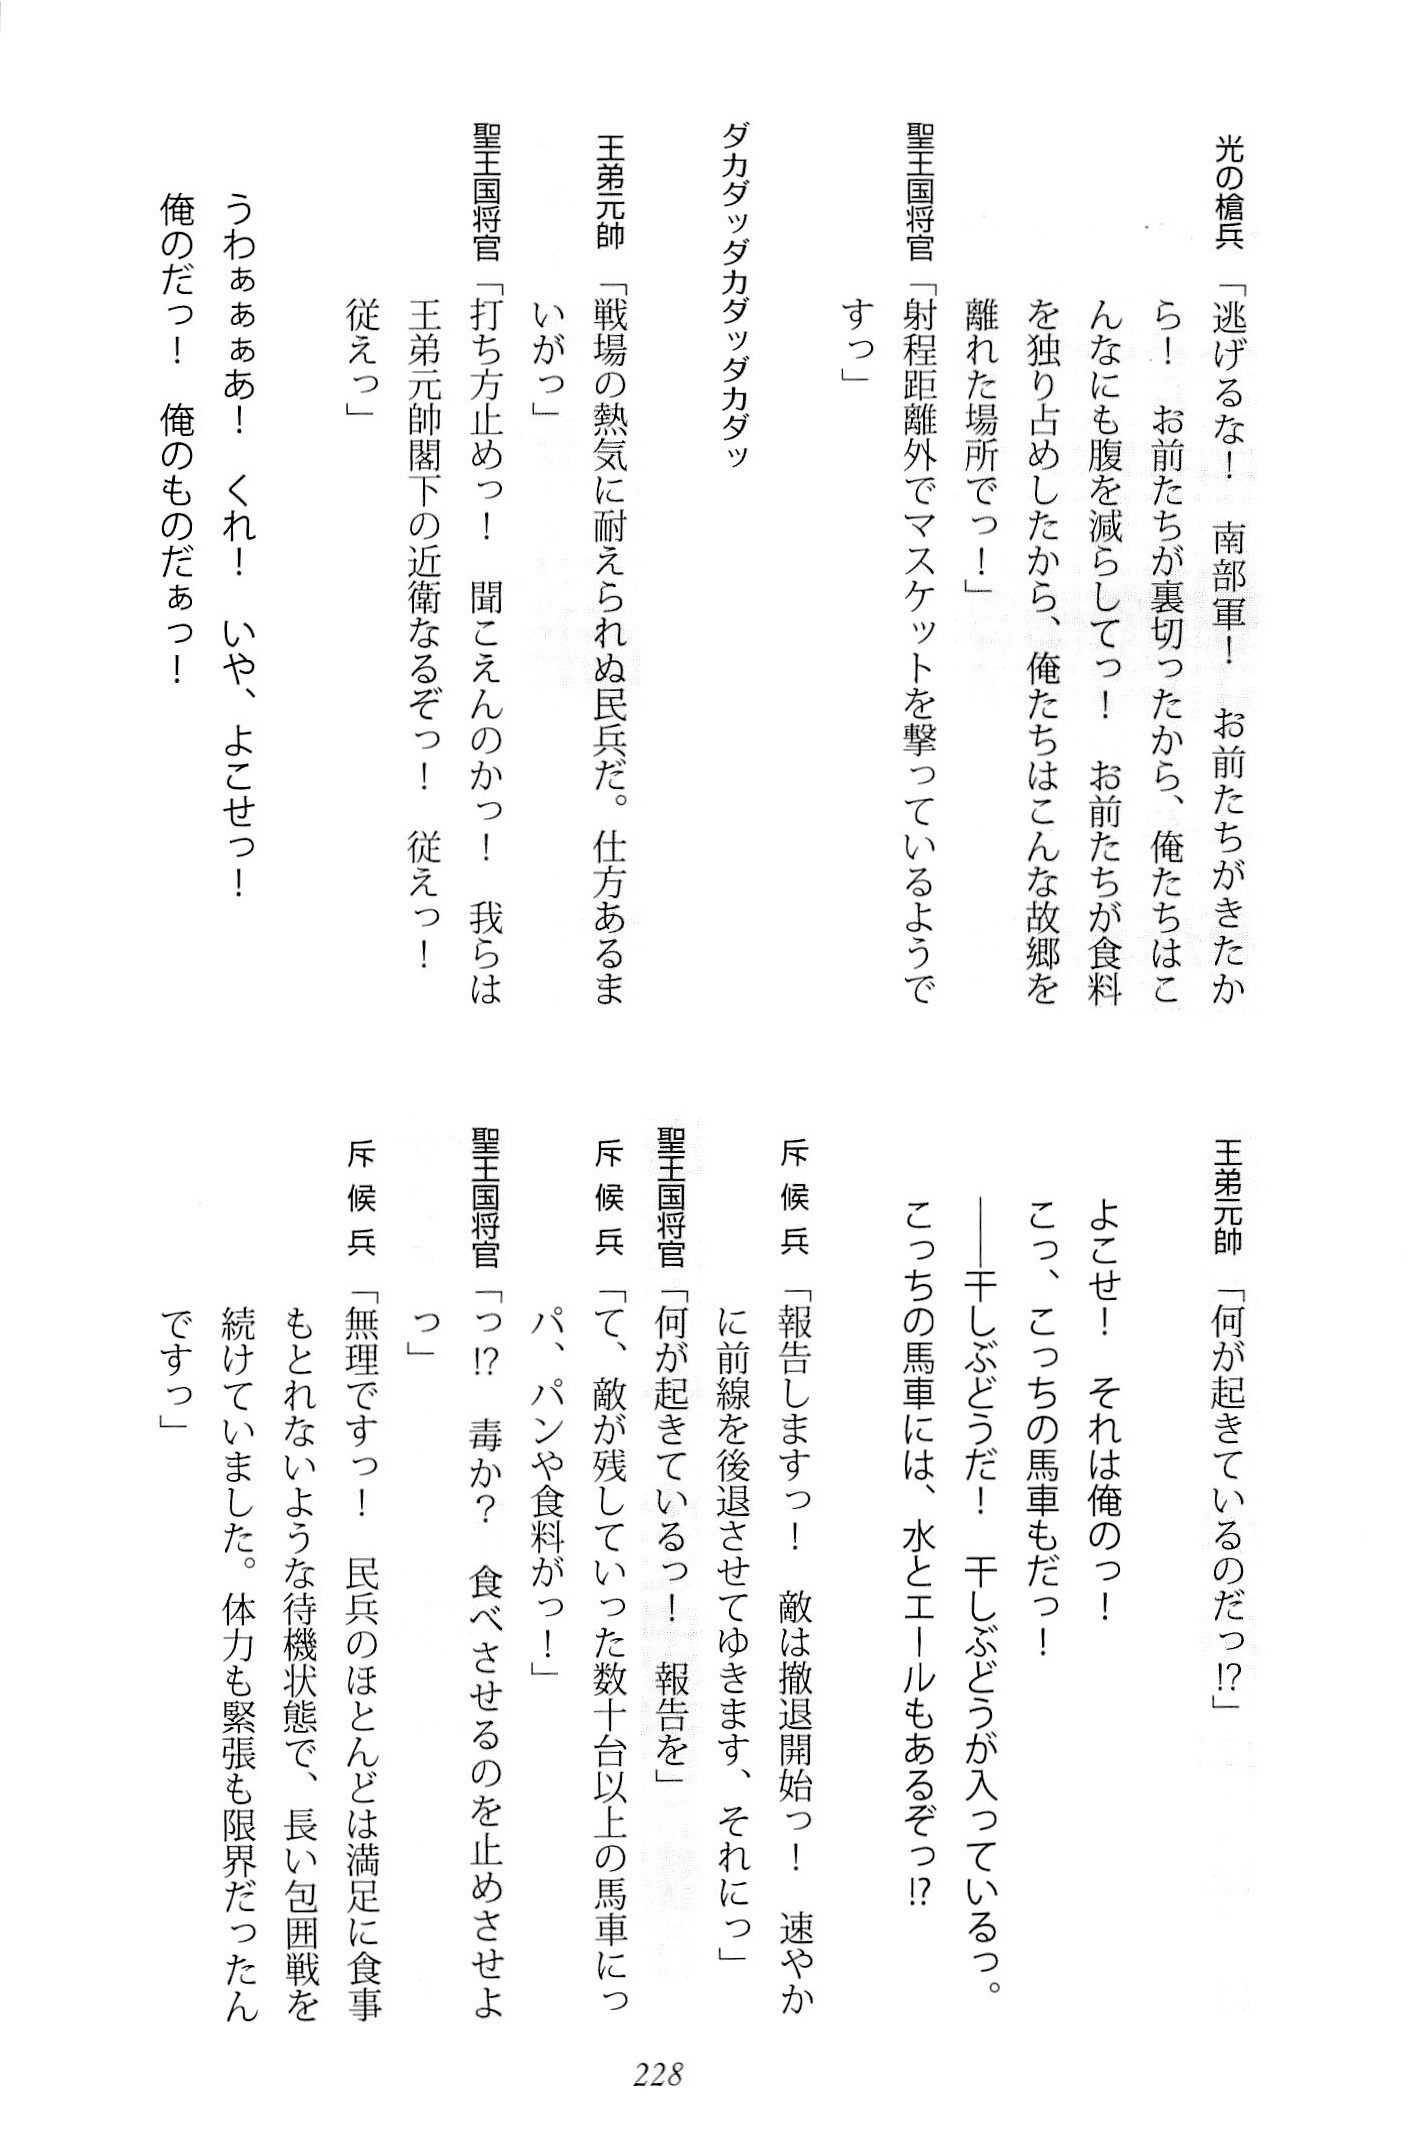 光の槍兵「逃げるな！　南部軍！　お前たちがきたか
ら！　お前たちが裏切ったから、俺たちはこ
んなにも腹を減らしてっ！　お前たちが食料
を独り占めしたから、俺たちはこんな故郷を
離れた場所でっ！」
聖王国将官「射程距離外でマスケットを撃っているようで
すっ」
ダカダッダカダッダカダッ
王弟元帥「戦場の熱気に耐えられぬ民兵だ。仕方あるま
いがっ」
聖王国将官「打ち方止めっ！　聞こえんのかっ！　我らは
王弟元帥閣下の近衛なるぞっ！　従えっ！
従えっ」
うわぁぁぁあ！　くれ！　いや、よこせっ！
俺のだっ！　俺のものだぁっ！
王弟元帥「何が起きているのだっ!?」
よこせ！　それは俺のっ！
こっ、こっちの馬車もだっ！
――干しぶどうだ！　干しぶどうが入っているっ。
こっちの馬車には、水とエールもあるぞっ!?
斥候兵「報告しますっ！　敵は撤退開始っ！　速やか
に前線を後退させてゆきます、それにっ」
聖王国将官「何が起きているっ！　報告を」
斥候兵「て、敵が残していった数十台以上の馬車にっ
パ、パンや食料がっ！」
聖王国将官「っ!?　毒か？　食べさせるのを止めさせよ
っ」
斥候兵「無理ですっ！　民兵のほとんどは満足に食事
もとれないような待機状態で、長い包囲戦を
続けていました。体力も緊張も限界だったん
ですっ」
228